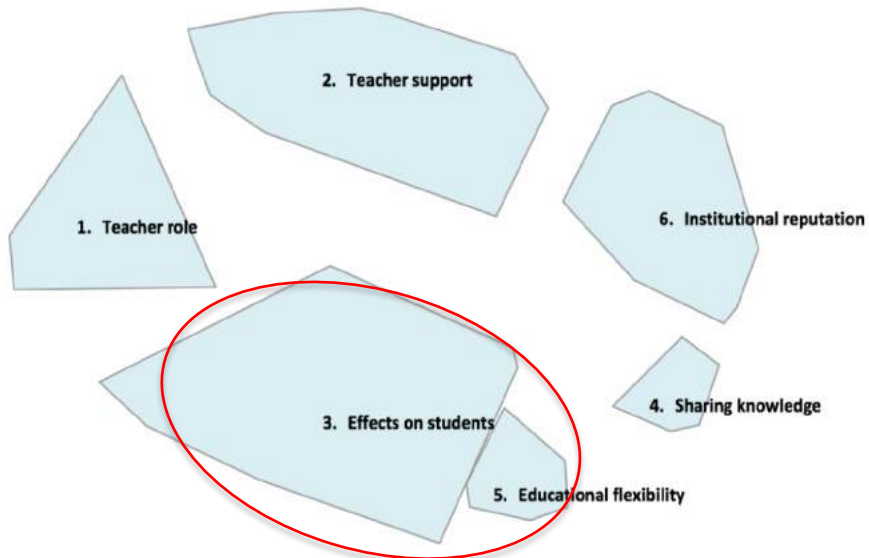 2. Teacher support
1. Teacher role
6. Institutional reputation
3. Effects on students
4. Sharing knowledge
5. Educational flexibility